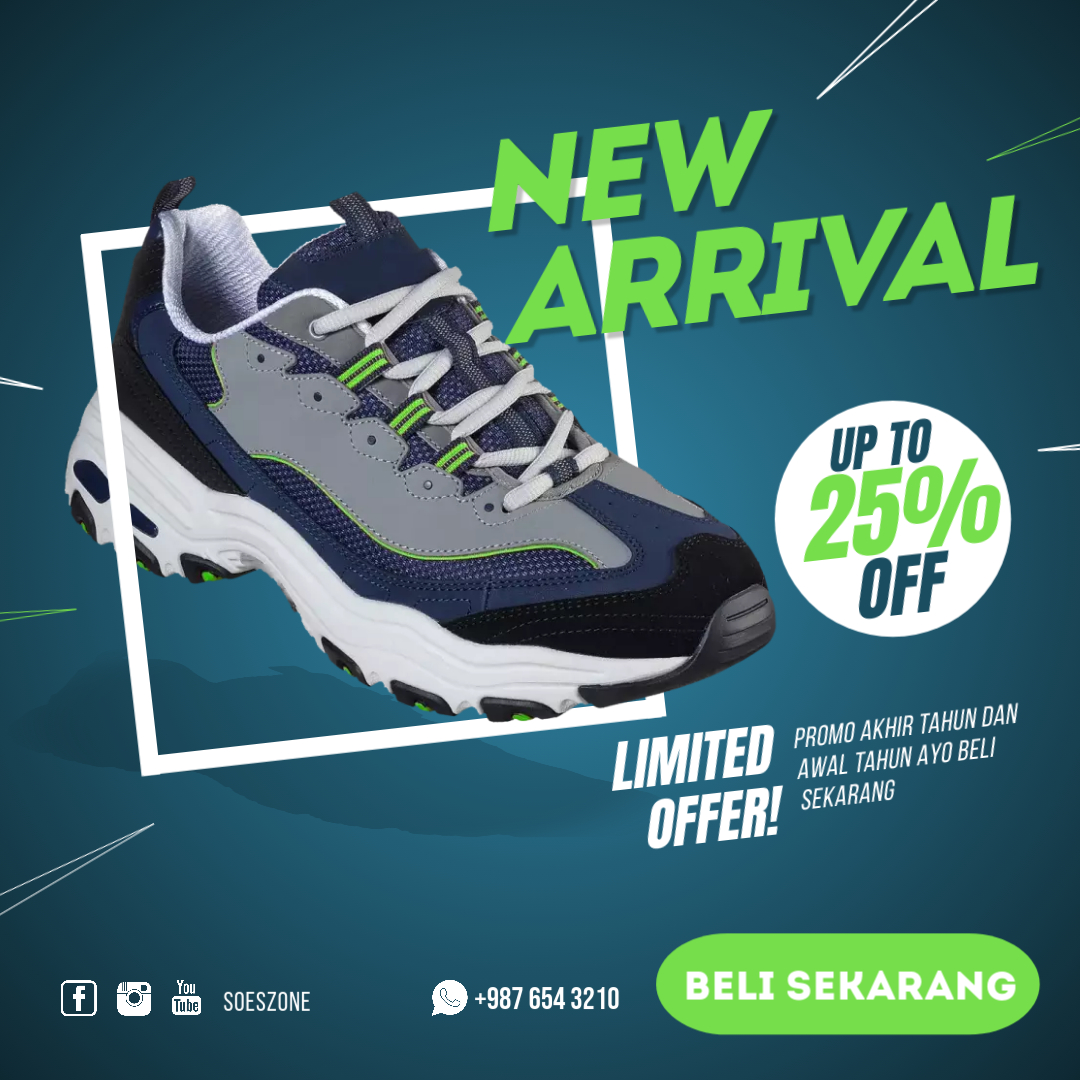 NEW
ARRIVAL
UP TO
25%
OFF
LIMITED
OFFER!
PROMO AKHIR TAHUN DAN
AWAL TAHUN AYO BELI
SEKARANG
You
Tube
SOESZONE
+987 654 3210
BELI SEKARANG